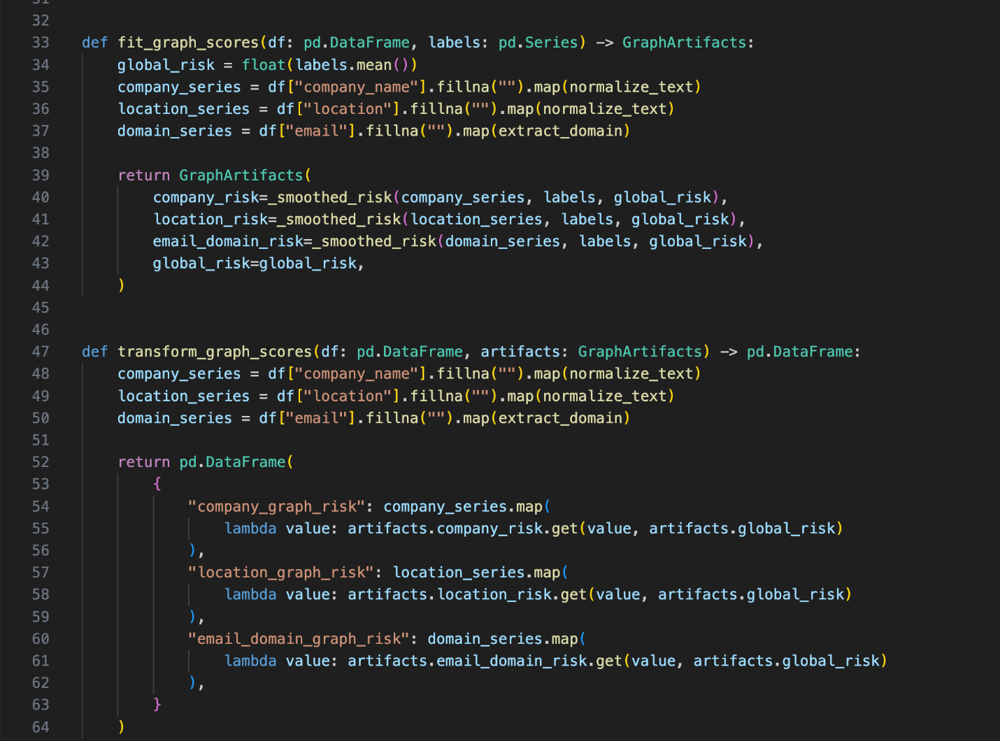 31
32
33 def fit_graph_scores(df: pd.DataFrame, labels: pd.Series) -> GraphArtifacts:
34     global_risk = float(labels.mean())
35     company_series = df["company_name"].fillna("").map(normalize_text)
36     location_series = df["location"].fillna("").map(normalize_text)
37     domain_series = df["email"].fillna("").map(extract_domain)
38
39     return GraphArtifacts(
40         company_risk=_smoothed_risk(company_series, labels, global_risk),
41         location_risk=_smoothed_risk(location_series, labels, global_risk),
42         email_domain_risk=_smoothed_risk(domain_series, labels, global_risk),
43         global_risk=global_risk,
44     )
45
46
47 def transform_graph_scores(df: pd.DataFrame, artifacts: GraphArtifacts) -> pd.DataFrame:
48     company_series = df["company_name"].fillna("").map(normalize_text)
49     location_series = df["location"].fillna("").map(normalize_text)
50     domain_series = df["email"].fillna("").map(extract_domain)
51
52     return pd.DataFrame(
53         {
54             "company_graph_risk": company_series.map(
55                 lambda value: artifacts.company_risk.get(value, artifacts.global_risk)
56             ),
57             "location_graph_risk": location_series.map(
58                 lambda value: artifacts.location_risk.get(value, artifacts.global_risk)
59             ),
60             "email_domain_graph_risk": domain_series.map(
61                 lambda value: artifacts.email_domain_risk.get(value, artifacts.global_risk)
62             ),
63         }
64     )